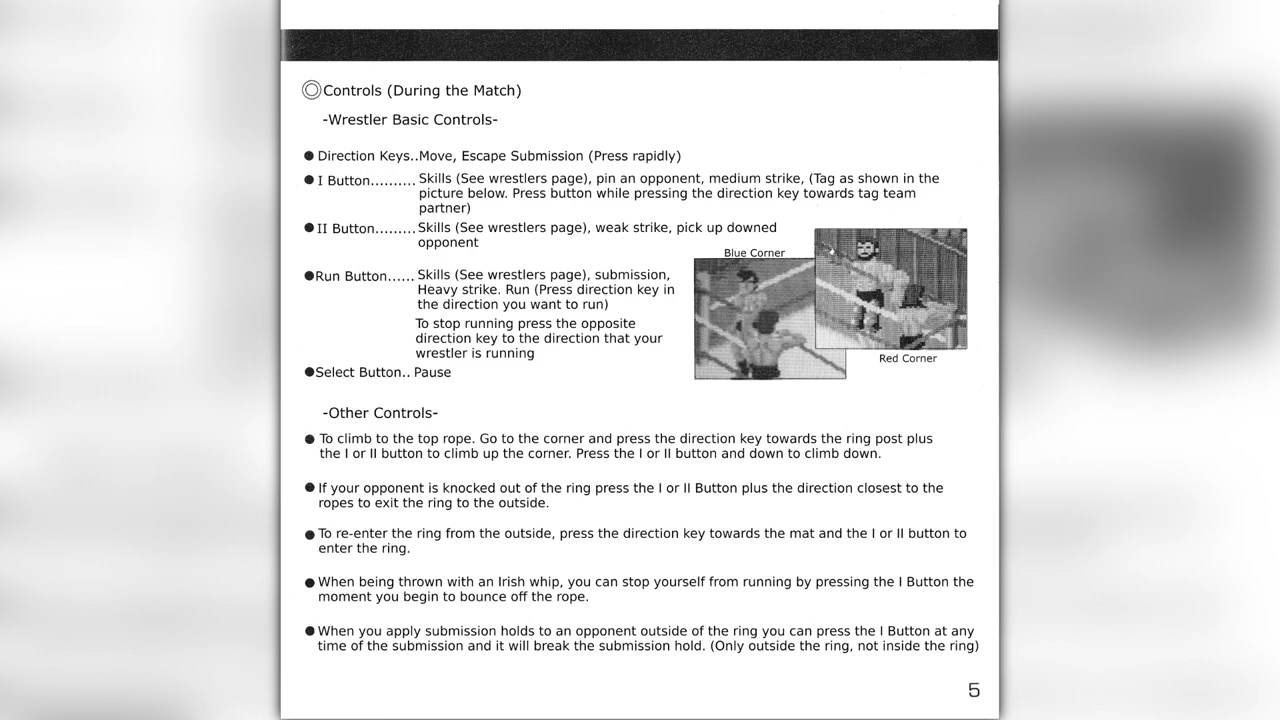 Controls (During the Match)
-Wrestler Basic Controls-
Direction Keys..Move, Escape Submission (Press rapidly)
I Button.......... Skills (See wrestlers page), pin an opponent, medium strike, (Tag as shown in the
picture below. Press button while pressing the direction key towards tag team
partner)
II Button......... Skills (See wrestlers page), weak strike, pick up downed
opponent
Blue Corner
Run Button...... Skills (See wrestlers page), submission,
Heavy strike. Run (Press direction key in
the direction you want to run)
To stop running press the opposite
direction key to the direction that your
wrestler is running
Red Corner
Select Button.. Pause
-Other Controls-
To climb to the top rope. Go to the corner and press the direction key towards the ring post plus
the I or II button to climb up the corner. Press the I or II button and down to climb down.
If your opponent is knocked out of the ring press the I or II Button plus the direction closest to the
ropes to exit the ring to the outside.
To re-enter the ring from the outside, press the direction key towards the mat and the I or II button to
enter the ring.
When being thrown with an Irish whip, you can stop yourself from running by pressing the I Button the
moment you begin to bounce off the rope.
When you apply submission holds to an opponent outside of the ring you can press the I Button at any
time of the submission and it will break the submission hold. (Only outside the ring, not inside the ring)
5